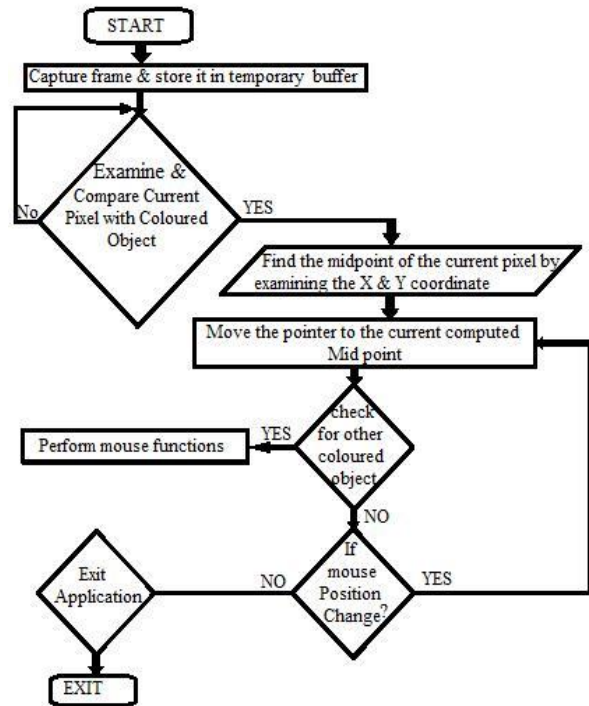 START
Capture frame & store it in temporary buffer
Examine &
Compare Current
Pixel with Coloured
Object
No
YES
Find the midpoint of the current pixel by
examining the X & Y coordinate
Move the pointer to the current computed
Mid point
check
for other
coloured
object
YES
Perform mouse functions
NO
If
mouse
Position
Change?
YES
NO
Exit
Application
EXIT